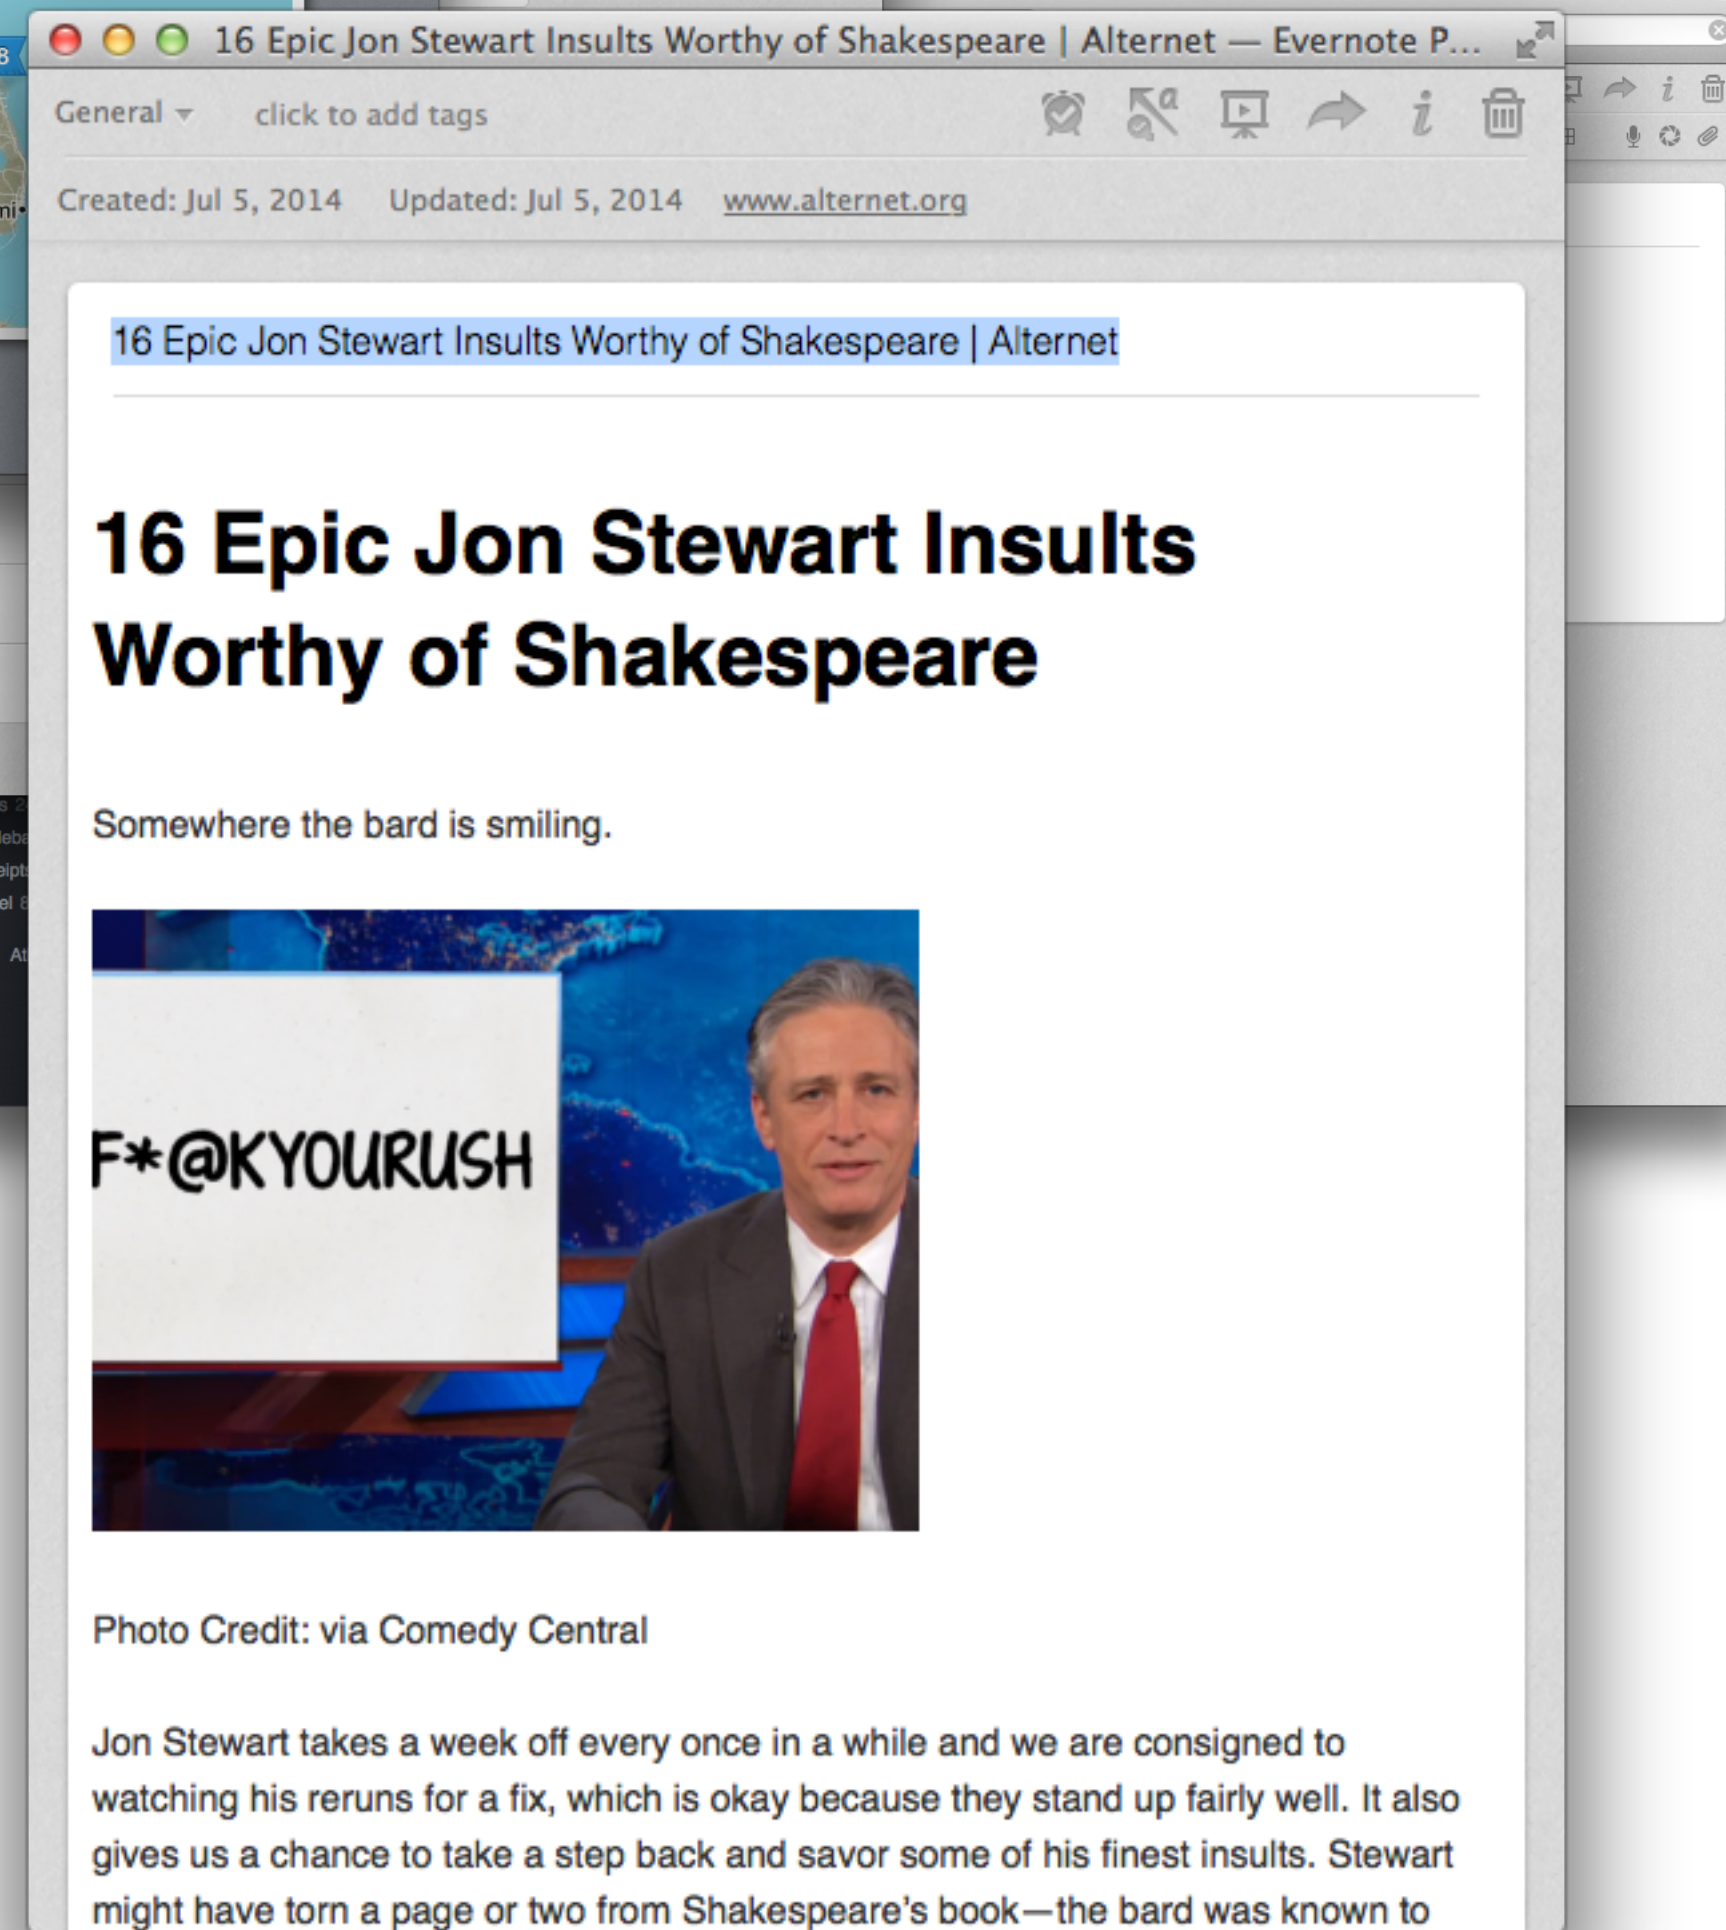 16 Epic Jon Stewart Insults Worthy of Shakespeare | Alternet — Evernote P...
General
click to add tags
Created: Jul 5, 2014 Updated: Jul 5, 2014 www.alternet.org
16 Epic Jon Stewart Insults Worthy of Shakespeare | Alternet
16 Epic Jon Stewart Insults
Worthy of Shakespeare
Somewhere the bard is smiling.
F*@KYOURUSH
Photo Credit: via Comedy Central
Jon Stewart takes a week off every once in a while and we are consigned to
watching his reruns for a fix, which is okay because they stand up fairly well. It also
gives us a chance to take a step back and savor some of his finest insults. Stewart
might have torn a page or two from Shakespeare's book—the bard was known to